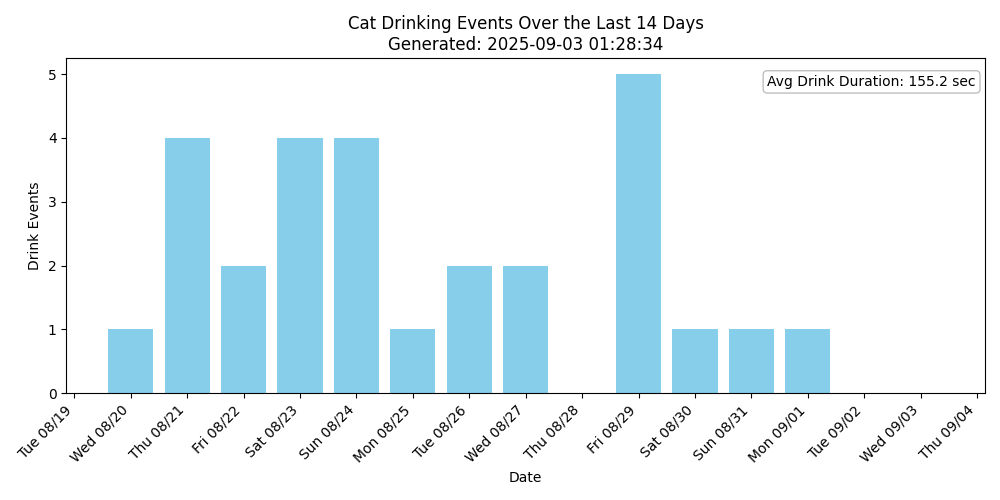 Cat Drinking Events Over the Last 14 Days
Generated: 2025-09-03 01:28:34
Avg Drink Duration: 155.2 sec
Drink Events
5
4
3
2
1
0
Tue 08/19
Wed 08/20
Thu 08/21
Fri 08/22
Sat 08/23
Sun 08/24
Mon 08/25
Tue 08/26
Wed 08/27
Thu 08/28
Fri 08/29
Sat 08/30
Sun 08/31
Mon 09/01
Tue 09/02
Wed 09/03
Thu 09/04
Date